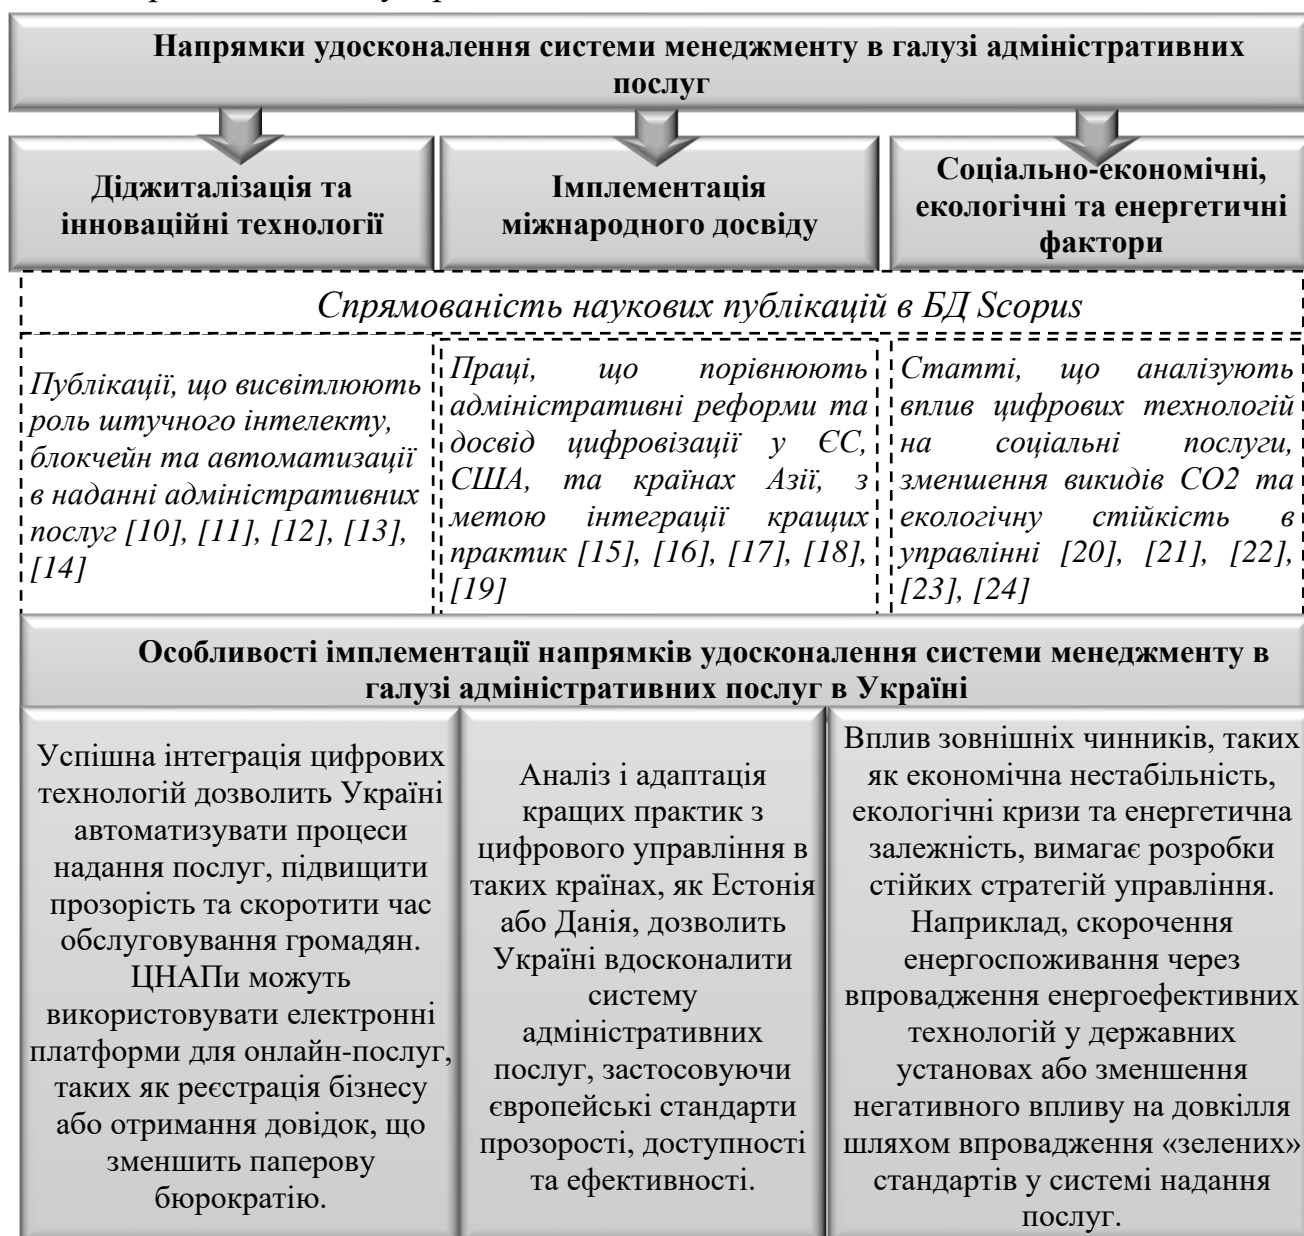 Напрямки удосконалення системи менеджменту в галузі адміністративних
послуг
Діджиталізація та
інноваційні технології
Імплементація
міжнародного досвіду
Соціально-економічні,
екологічні та енергетичні
фактори
Спрямованість наукових публікацій в БД Scopus
Публікації, що висвітлюють
роль штучного інтелекту,
блокчейн та автоматизації
в наданні адміністративних
послуг [10], [11], [12], [13],
[14]
Праці, що порівнюють
адміністративні реформи та
досвід цифровізації у ЄС,
США, та країнах Азії, з
метою інтеграції кращих
практик [15], [16], [17], [18],
[19]
Статті, що аналізують
вплив цифрових технологій
на соціальні послуги,
зменшення викидів CO2 та
екологічну стійкість в
управлінні [20], [21], [22],
[23], [24]
Особливості імплементації напрямків удосконалення системи менеджменту в
галузі адміністративних послуг в Україні
Успішна інтеграція цифрових
технологій дозволить Україні
автоматизувати процеси
надання послуг, підвищити
прозорість та скоротити час
обслуговування громадян.
ЦНАПи можуть
використовувати електронні
платформи для онлайн-послуг,
таких як реєстрація бізнесу
або отримання довідок, що
зменшить паперову
бюрократію.
Аналіз і адаптація
кращих практик з
цифрового управління в
таких країнах, як Естонія
або Данія, дозволить
Україні вдосконалити
систему
адміністративних
послуг, застосовуючи
європейські стандарти
прозорості, доступності
та ефективності.
Вплив зовнішніх чинників, таких
як економічна нестабільність,
екологічні кризи та енергетична
залежність, вимагає розробки
стійких стратегій управління.
Наприклад, скорочення
енергоспоживання через
впровадження енергоефективних
технологій у державних
установах або зменшення
негативного впливу на довкілля
шляхом впровадження «зелених»
стандартів у системі надання
послуг.